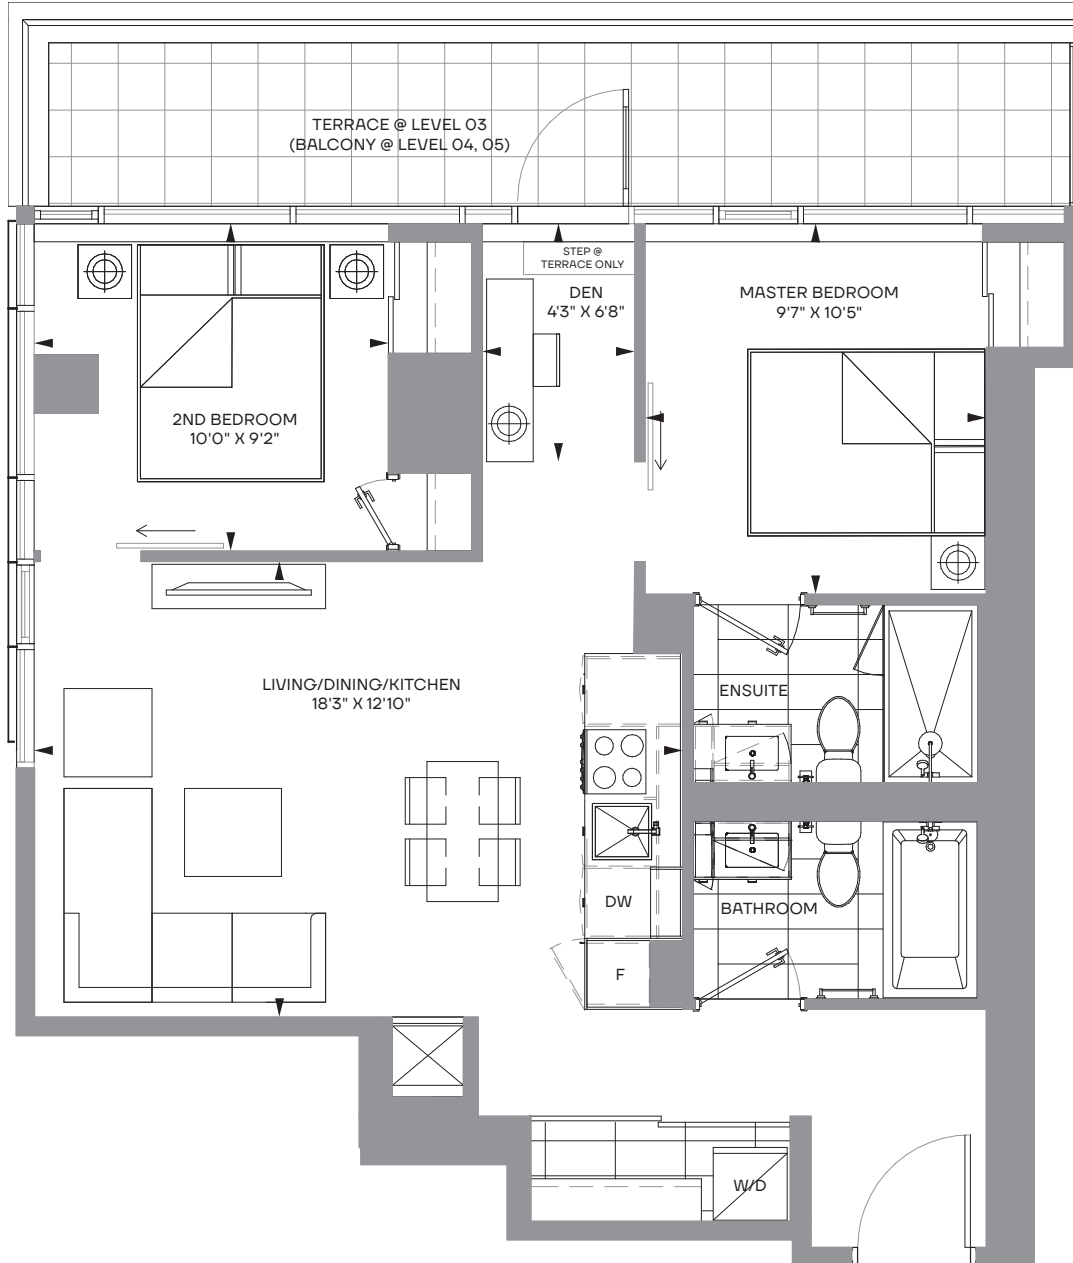 TERRACE @ LEVEL 03
(BALCONY @ LEVEL 04, 05)
STEP @
TERRACE ONLY
DEN
4'3" X 6'8"
MASTER BEDROOM
9'7" X 10'5"
2ND BEDROOM
10'0" X 9'2"
LIVING/DINING/KITCHEN
18'3" X 12'10"
ENSUITE
DW
BATHROOM
F
W/D